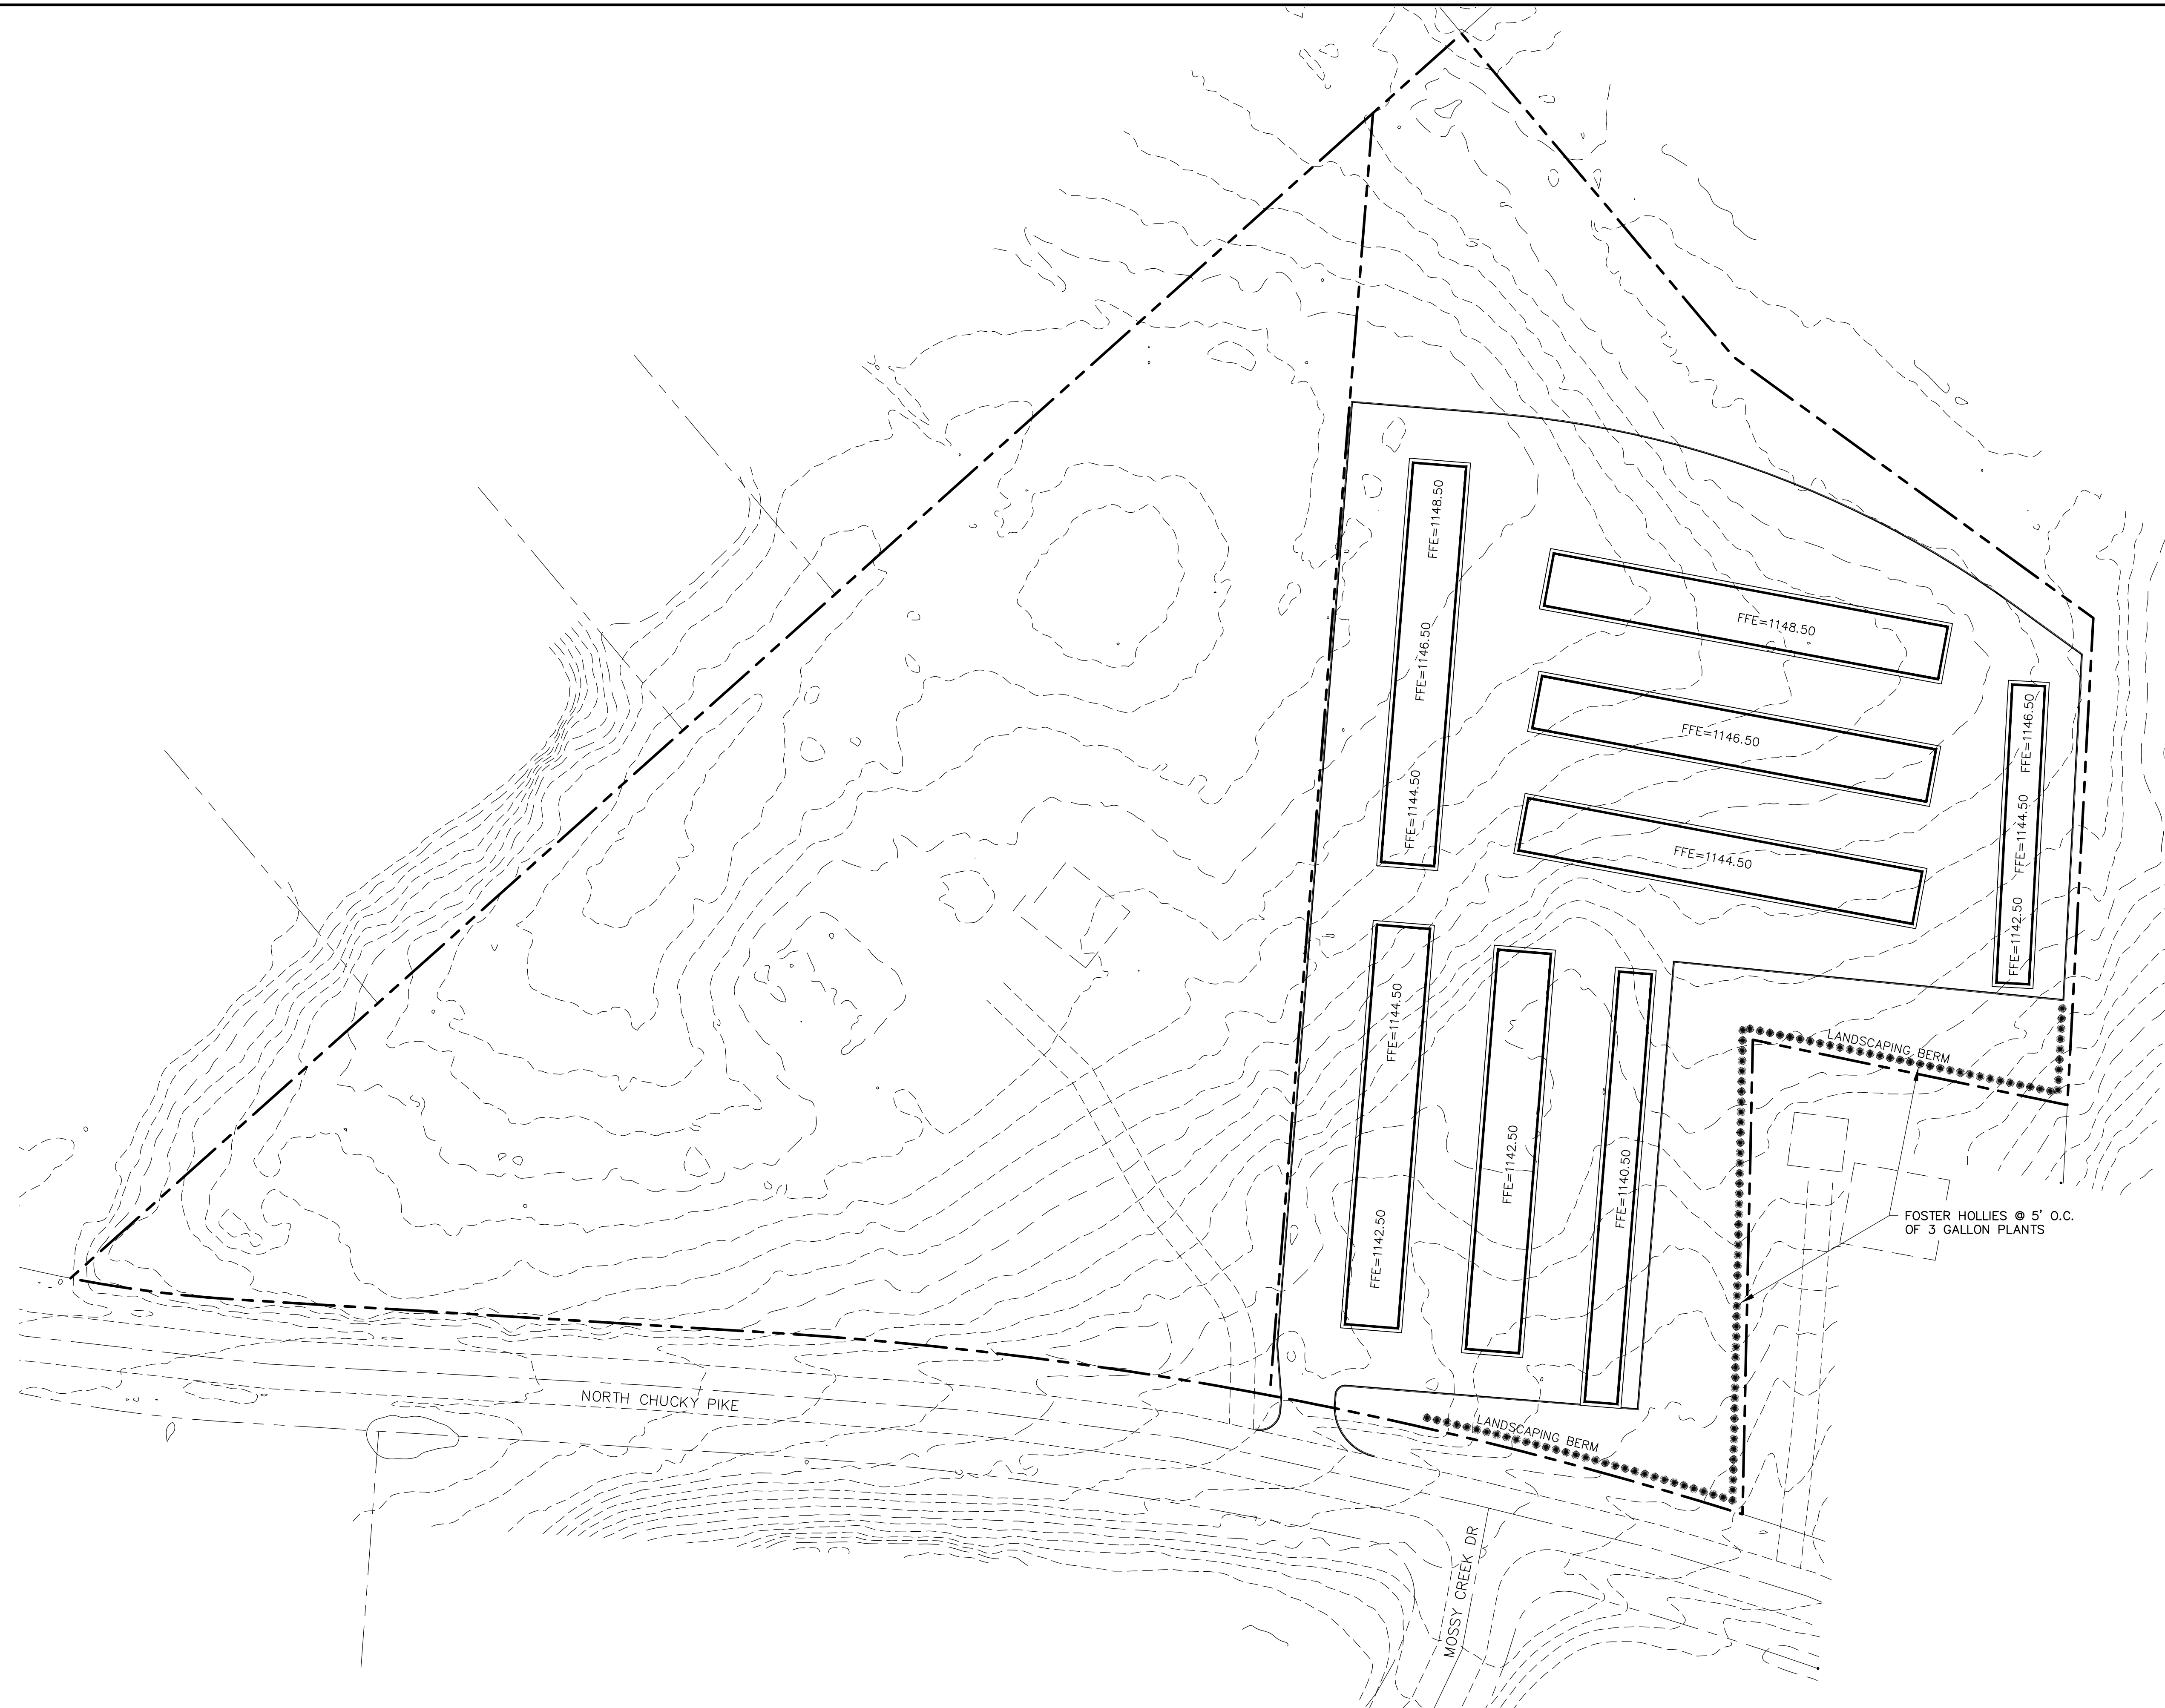 FFE=1148.50
FFE=1146.50
FFE=1144.50
FFE=1148.50
FFE=1146.50
FFE=1144.50
FFE=1146.50
FFE=1144.50
FFE=1142.50
FFE=1144.50
FFE=1142.50
FFE=1142.50
FFE=1140.50
LANDSCAPING BERM
FOSTER HOLLIES @ 5' O.C.
OF 3 GALLON PLANTS
NORTH CHUCKY PIKE
LANDSCAPING BERM
MOSSY CREEK DR